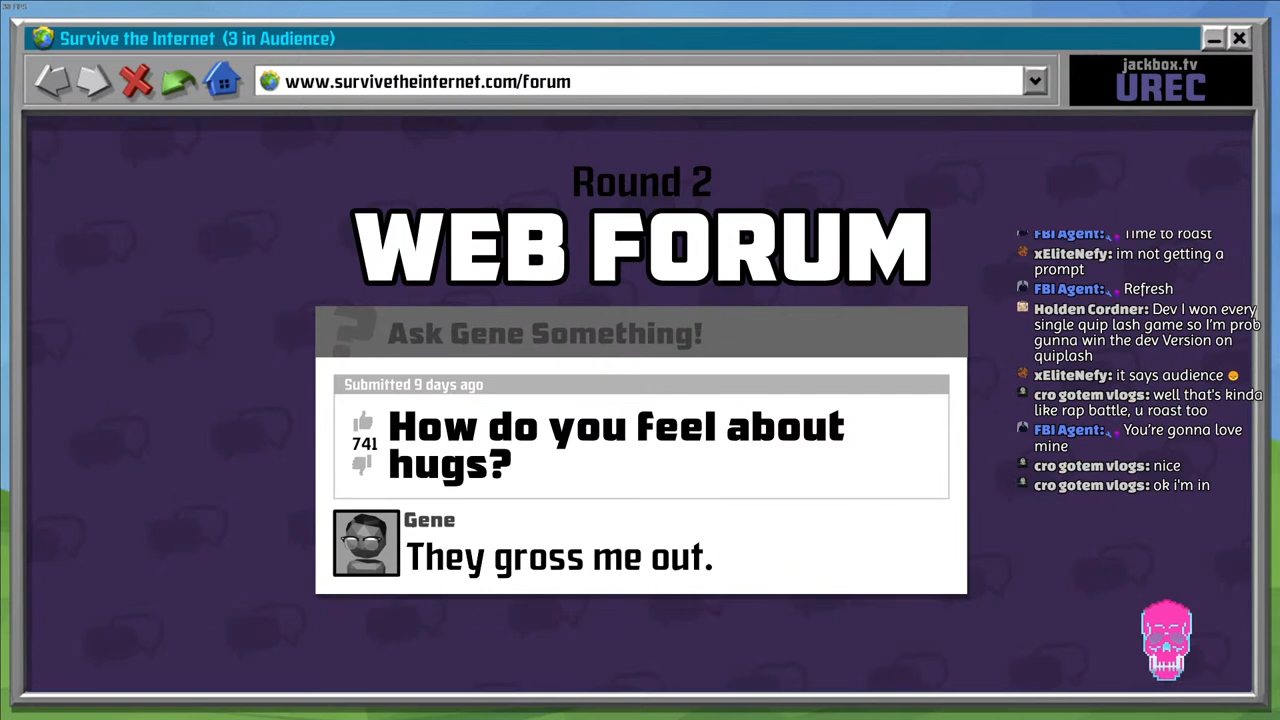 30 FPS
Survive the Internet (3 in Audience)
www.survivetheinternet.com/forum
jackbox.tv
UREC
Round 2
WEB FORUM
Ask Gene Something!
Submitted 9 days ago
741
How do you feel about
hugs?
Gene
They gross me out.
FBI Agent: Time to roast
xEliteNefy: im not getting a
prompt
FBI Agent: Refresh
Holden Cordner: Dev I won every
single quip lash game so I'm prob
gunna win the dev Version on
quiplash
xEliteNefy: it says audience
cro gotem vlogs: well that's kinda
like rap battle, u roast too
FBI Agent: You're gonna love
mine
cro gotem vlogs: nice
cro gotem vlogs: ok i'm in